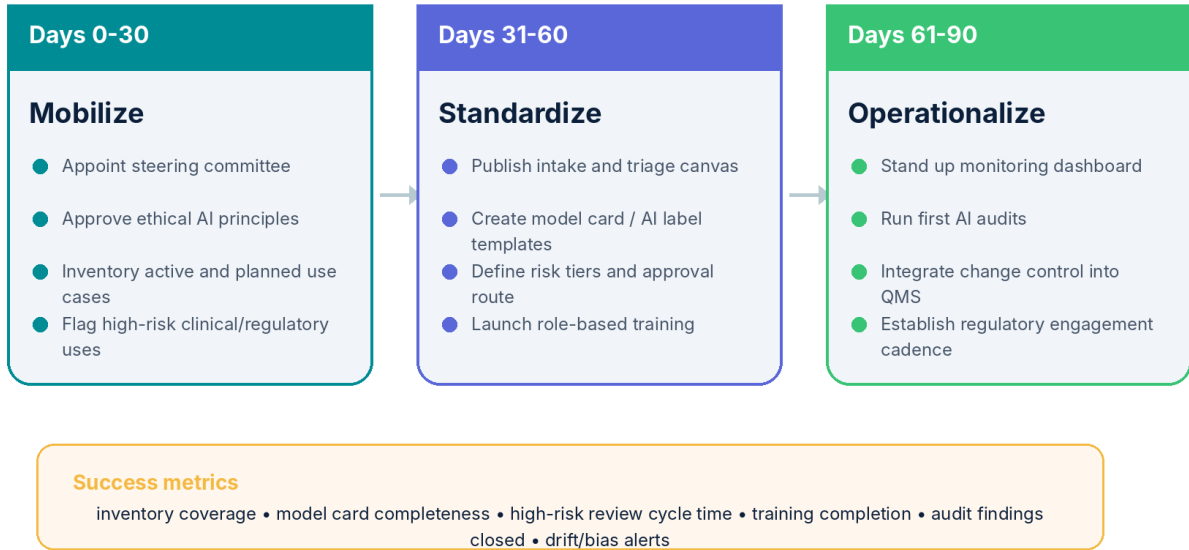 Days 0-30
Mobilize
Appoint steering committee
Approve ethical AI principles
Inventory active and planned use
cases
Flag high-risk clinical/regulatory
uses
Days 31-60
Standardize
Publish intake and triage canvas
Create model card / AI label
templates
Define risk tiers and approval
route
Launch role-based training
Days 61-90
Operationalize
Stand up monitoring dashboard
Run first AI audits
Integrate change control into
QMS
Establish regulatory engagement
cadence
Success metrics
inventory coverage • model card completeness • high-risk review cycle time • training completion • audit findings
closed • drift/bias alerts